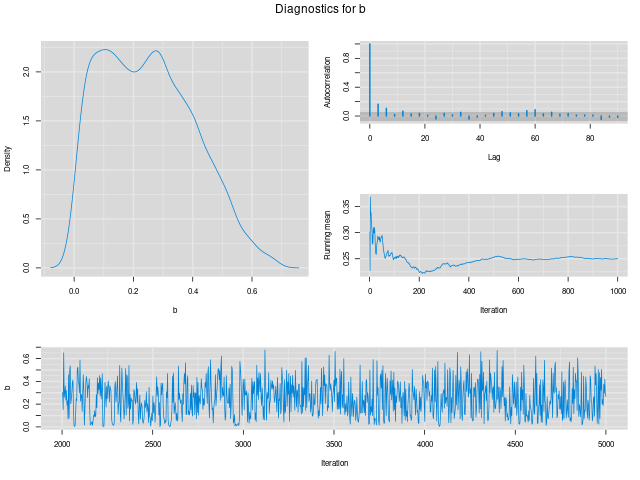 Diagnostics for b
Density
0.0 0.5 1.0 1.5 2.0
0.0 0.2 0.4 0.6
b
Autocorrelation
0.0 0.4 0.8
0 20 40 60 80
Lag
Running mean
0.25 0.30 0.35
0 200 400 600 800 1000
Iteration
b
0.0 0.2 0.4 0.6
2000 2500 3000 3500 4000 4500 5000
Iteration